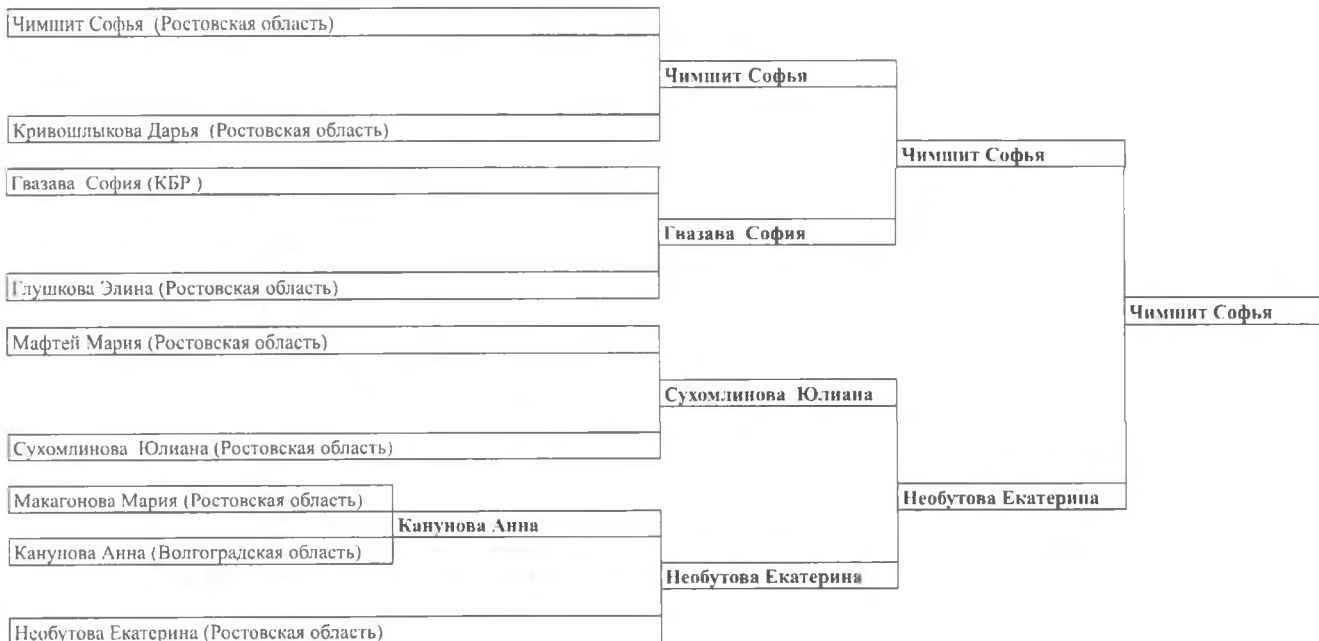 Чимшит Софья (Ростовская область)
Чимшит Софья
Кривошлыкова Дарья (Ростовская область)
Чимшит Софья
Гвазава София (КБР )
Гвазава София
Глушкова Элина (Ростовская область)
Чимшит Софья
Мафтей Мария (Ростовская область)
Сухомлинова Юлиана
Сухомлинова Юлиана (Ростовская область)
Необутова Екатерина
Макагонова Мария (Ростовская область)
Канунова Анна
Канунова Анна (Волгоградская область)
Необутова Екатерина
Необутова Екатерина (Ростовская область)